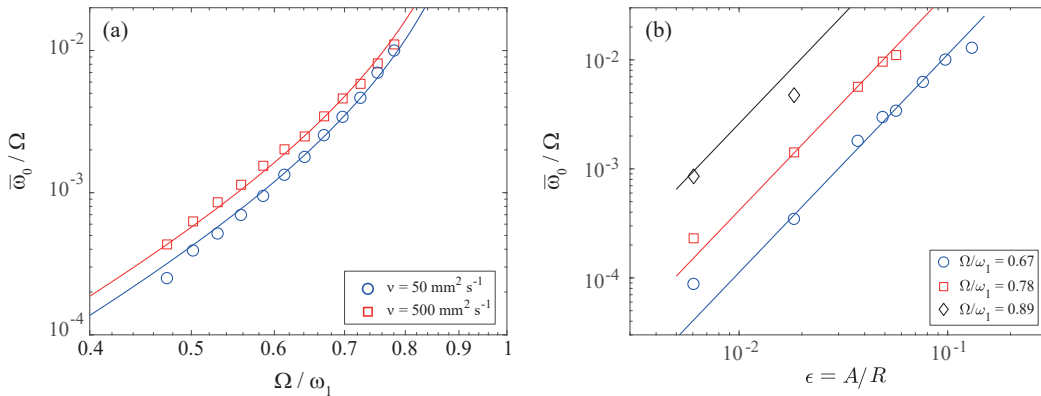 (a)
10⁻²
10⁻³
10⁻⁴
ω̅₀ / Ω
ν = 50 mm² s⁻¹
ν = 500 mm² s⁻¹
0.4 0.5 0.6 0.7 0.8 0.9 1
Ω / ω₁
(b)
10⁻²
10⁻³
10⁻⁴
ω̅₀ / Ω
Ω/ω₁ = 0.67
Ω/ω₁ = 0.78
Ω/ω₁ = 0.89
10⁻² 10⁻¹
ϵ = A/R